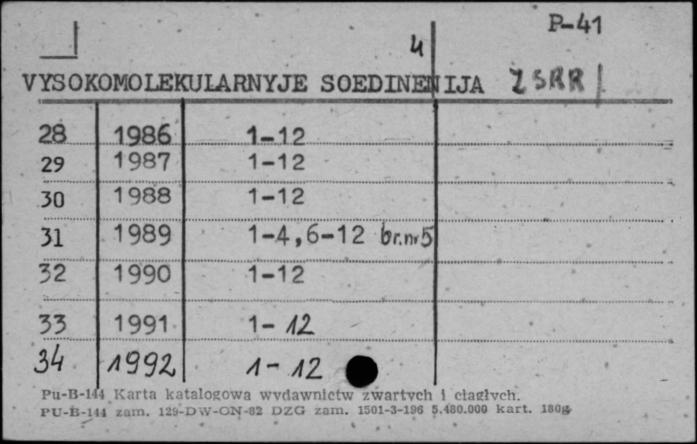 P-41
4
VYSOKOMOLEKULARNYJE SOEDINENIJA ZSRR
28 1986 1-12
29 1987 1-12
30 1988 1-12
31 1989 1-4,6-12 br.nr 5
32 1990 1-12
33 1991 1-12
34 1992 1-12
Pu-B-144 Karta katalogowa wydawnictw zwartych i ciągłych.
PU-B-144 zam. 129-DW-ON-82 DZG zam. 1501-3-196 5.480.000 kart. 180g